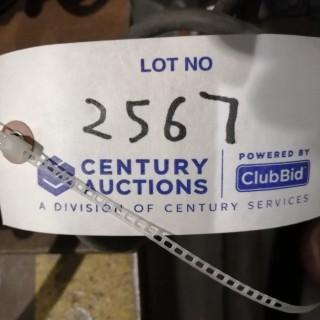 LOT NO
2567
CENTURY
AUCTIONS
POWERED BY
ClubBid
A DIVISION OF CENTURY SERVICES